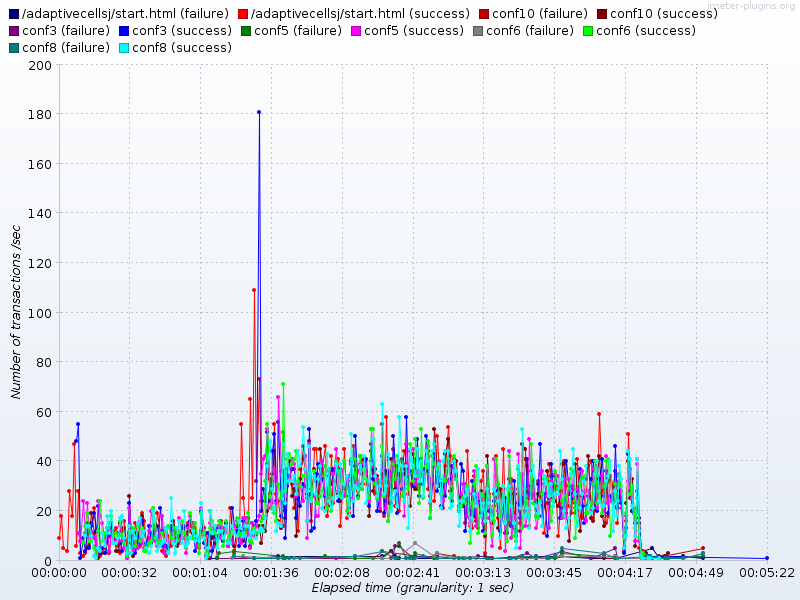 jmeter-plugins.org
/adaptivecellsj/start.html (failure) /adaptivecellsj/start.html (success) conf10 (failure) conf10 (success)
conf3 (failure) conf3 (success) conf5 (failure) conf5 (success) conf6 (failure) conf6 (success)
conf8 (failure) conf8 (success)
200
180
160
140
120
100
80
60
40
20
0
Number of transactions /sec
00:00:00 00:00:32 00:01:04 00:01:36 00:02:08 00:02:41 00:03:13 00:03:45 00:04:17 00:04:49 00:05:22
Elapsed time (granularity: 1 sec)